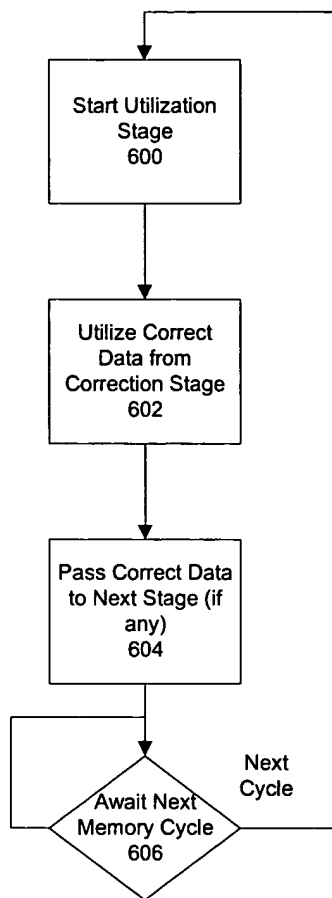 Start Utilization
Stage
600
Utilize Correct
Data from
Correction Stage
602
Pass Correct Data
to Next Stage (if
any)
604
Next
Cycle
Await Next
Memory Cycle
606